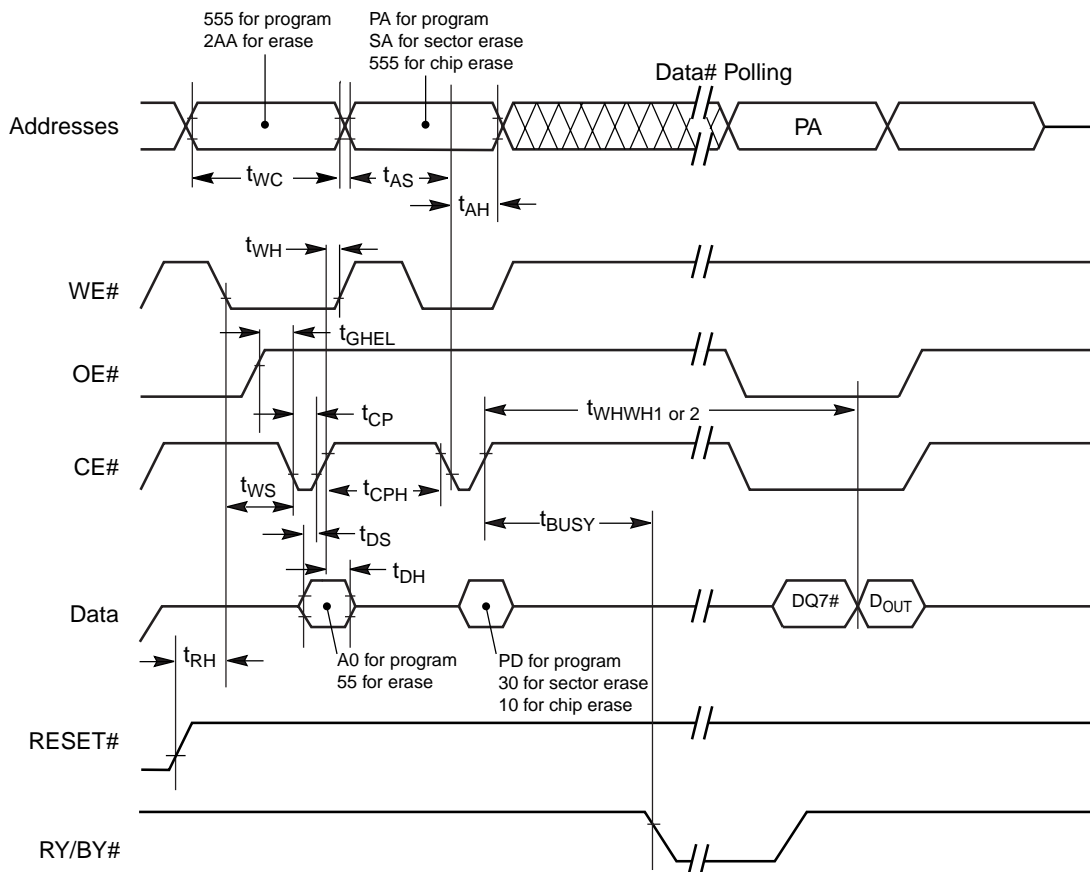 555 for program
2AA for erase
PA for program
SA for sector erase
555 for chip erase
Data# Polling
Addresses
PA
tWC
tAS
tAH
tWH
WE#
tGHEL
OE#
tWHWH1 or 2
tCP
CE#
tWS
tCPH
tBUSY
tDS
tDH
Data
DQ7#
DOUT
tRH
A0 for program
55 for erase
PD for program
30 for sector erase
10 for chip erase
RESET#
RY/BY#